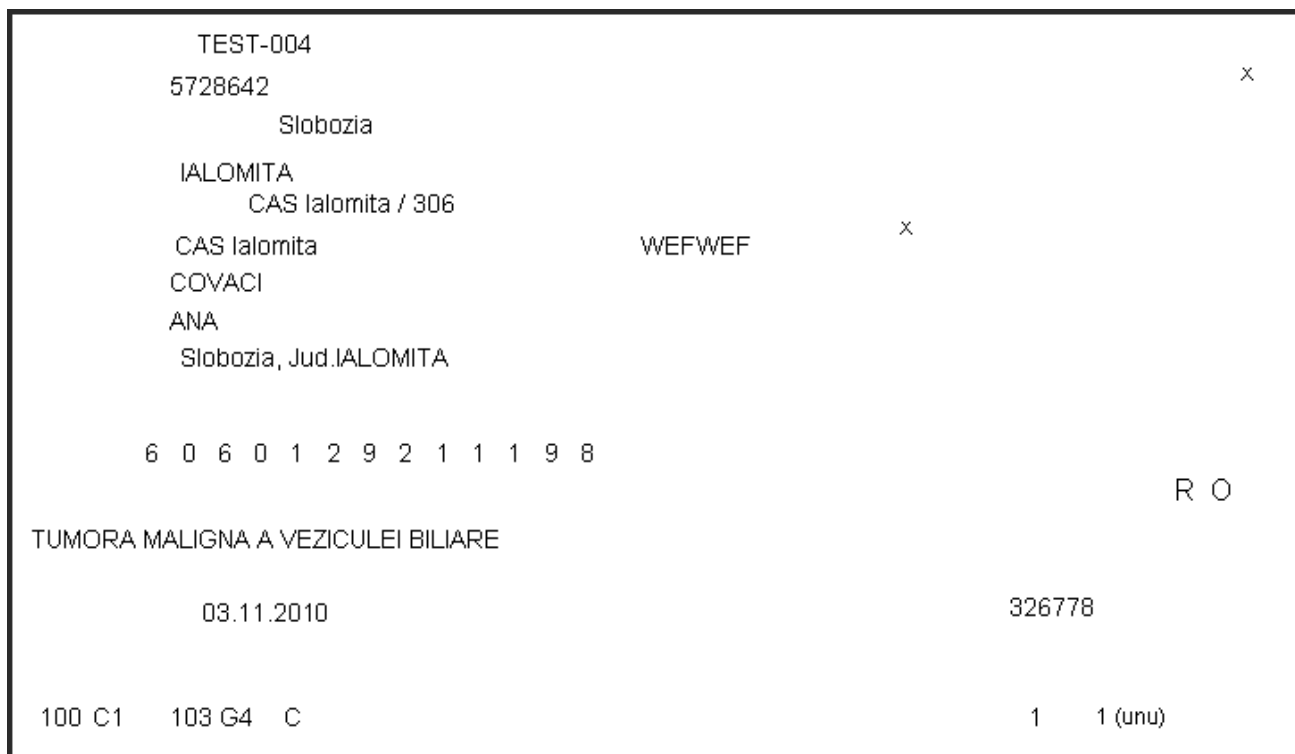 TEST-004
x
5728642
Slobozia
IALOMITA
CAS Ialomita / 306
x
CAS Ialomita WEFWEF
COVACI
ANA
Slobozia, Jud.IALOMITA
6 0 6 0 1 2 9 2 1 1 1 9 8
R O
TUMORA MALIGNA A VEZICULEI BILIARE
03.11.2010 326778
100 C1 103 G4 C 1 1 (unu)